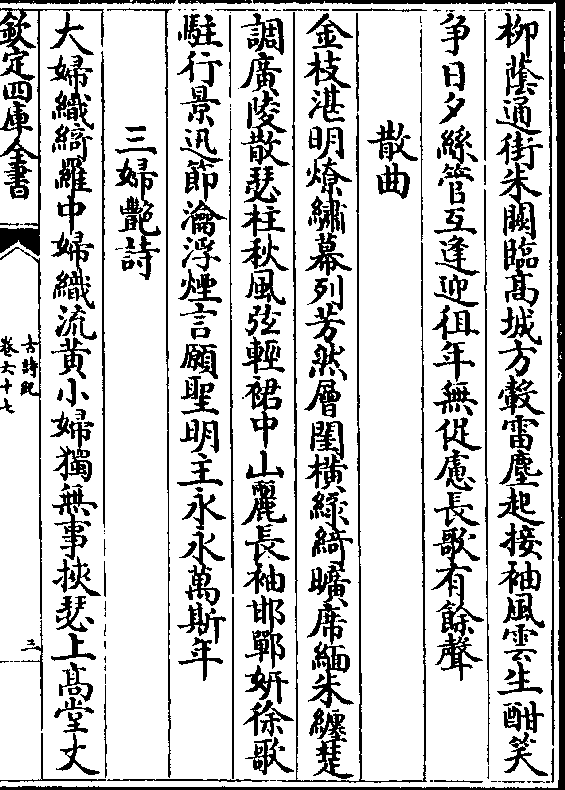 柳蔭通街朱闕臨髙城方轂雷塵起接袖風雲生酣笑
争日夕絲管互逢迎徂年無促慮長歌有餘聲
散曲
金枝湛明燎繡幕列芳然層閨横綠綺曠席緬朱纏楚
調廣陵散瑟柱秋風弦輕裙中山麗長袖邯鄲妍徐歌
駐行景迅節瀹浮煙言願聖明主永永萬斯年
三婦艷詩
大婦織綺羅中婦織流黄小婦獨無事挾瑟上髙堂丈
欽定四庫全書
古詩紀
卷六十七
三